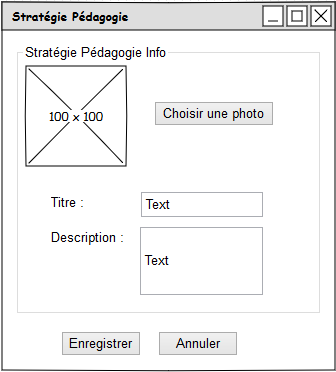 Stratégie Pédagogie
Stratégie Pédagogie Info
100 x 100
Choisir une photo
Titre :
Text
Description :
Text
Enregistrer
Annuler